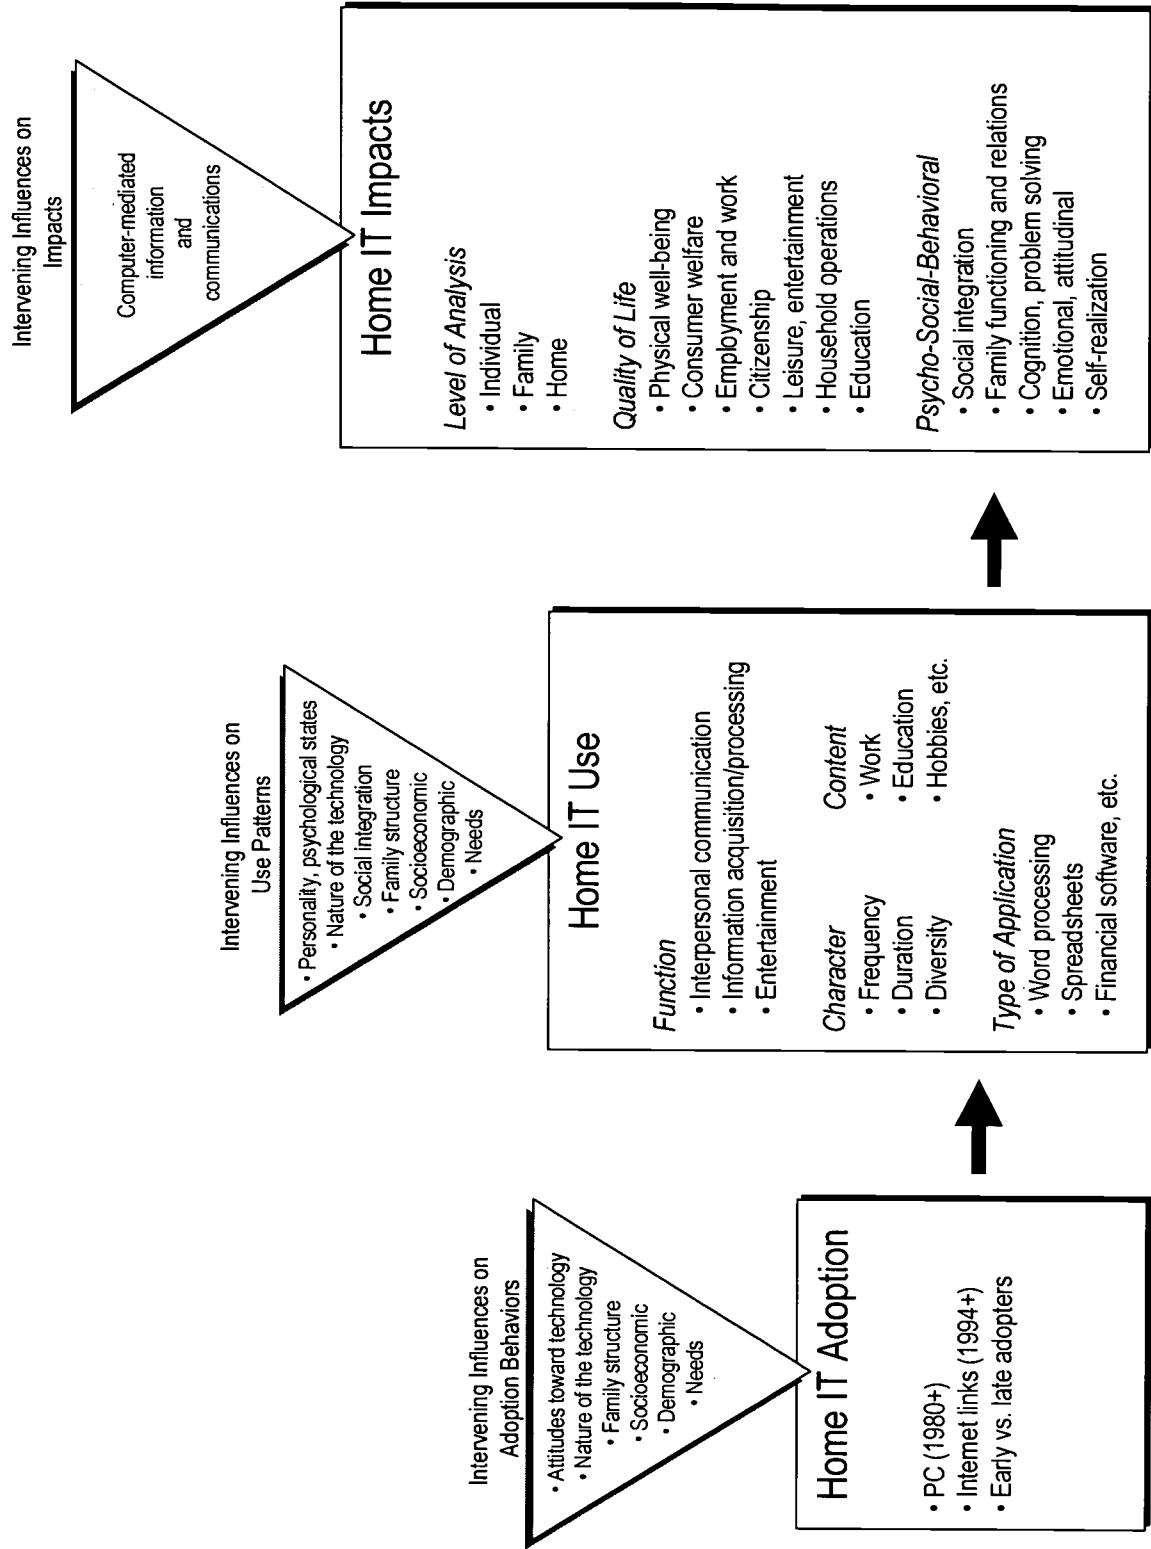 Intervening Influences on
Adoption Behaviors
• Attitudes toward technology
• Nature of the technology
• Family structure
• Socioeconomic
• Demographic
• Needs
Home IT Adoption
• PC (1980+)
• Internet links (1994+)
• Early vs. late adopters
Intervening Influences on
Use Patterns
• Personality, psychological states
• Nature of the technology
• Social integration
• Family structure
• Socioeconomic
• Demographic
• Needs
Home IT Use
Function
• Interpersonal communication
• Information acquisition/processing
• Entertainment
Character
• Frequency
• Duration
• Diversity
Content
• Work
• Education
• Hobbies, etc.
Type of Application
• Word processing
• Spreadsheets
• Financial software, etc.
Intervening Influences on
Impacts
Computer-mediated
information
and
communications
Home IT Impacts
Level of Analysis
• Individual
• Family
• Home
Quality of Life
• Physical well-being
• Consumer welfare
• Employment and work
• Citizenship
• Leisure, entertainment
• Household operations
• Education
Psycho-Social-Behavioral
• Social integration
• Family functioning and relations
• Cognition, problem solving
• Emotional, attitudinal
• Self-realization